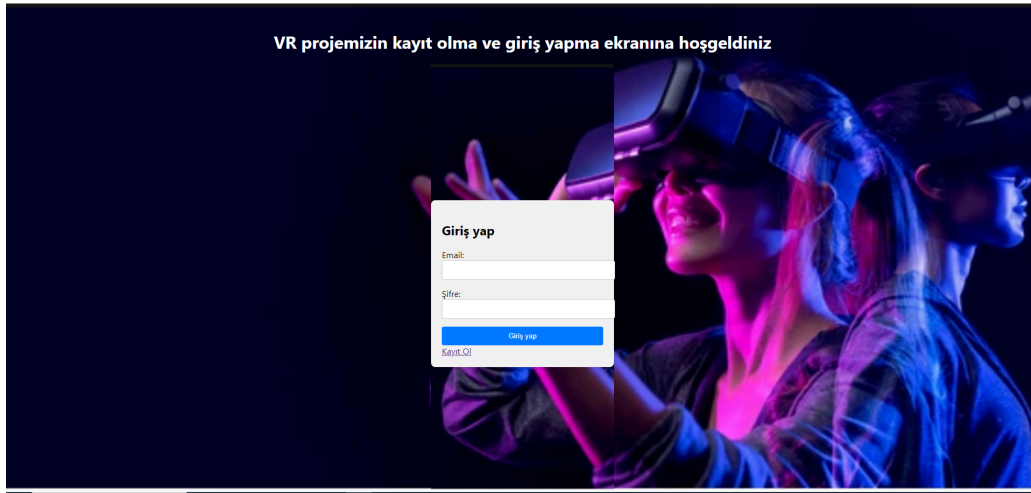 VR projemizin kayıt olma ve giriş yapma ekranına hoşgeldiniz
Giriş yap
Email:
Şifre:
Giriş yap
Kayıt Ol